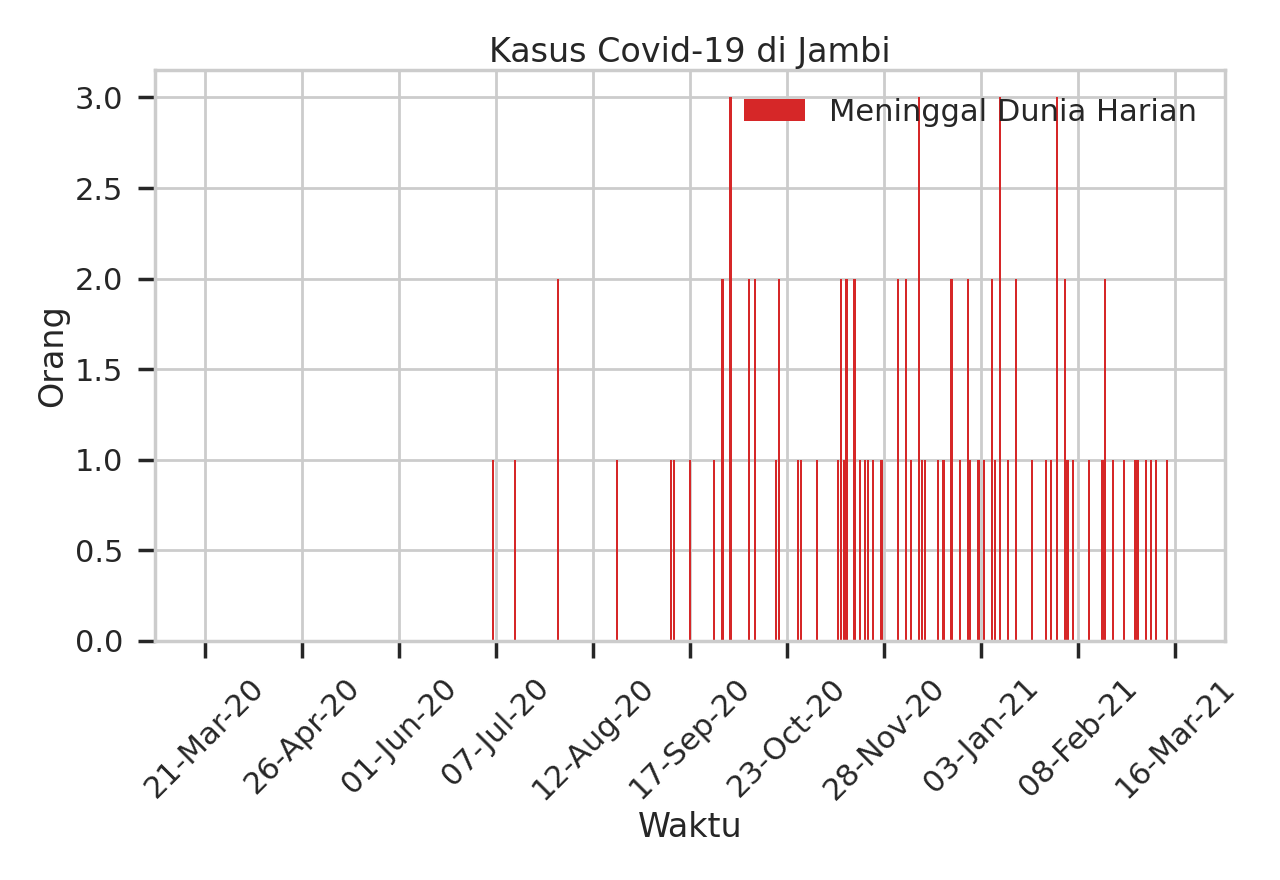 Kasus Covid-19 di Jambi
Meninggal Dunia Harian
3.0
2.5
2.0
1.5
1.0
0.5
0.0
Orang
21-Mar-20
26-Apr-20
01-Jun-20
07-Jul-20
12-Aug-20
17-Sep-20
23-Oct-20
28-Nov-20
03-Jan-21
08-Feb-21
16-Mar-21
Waktu